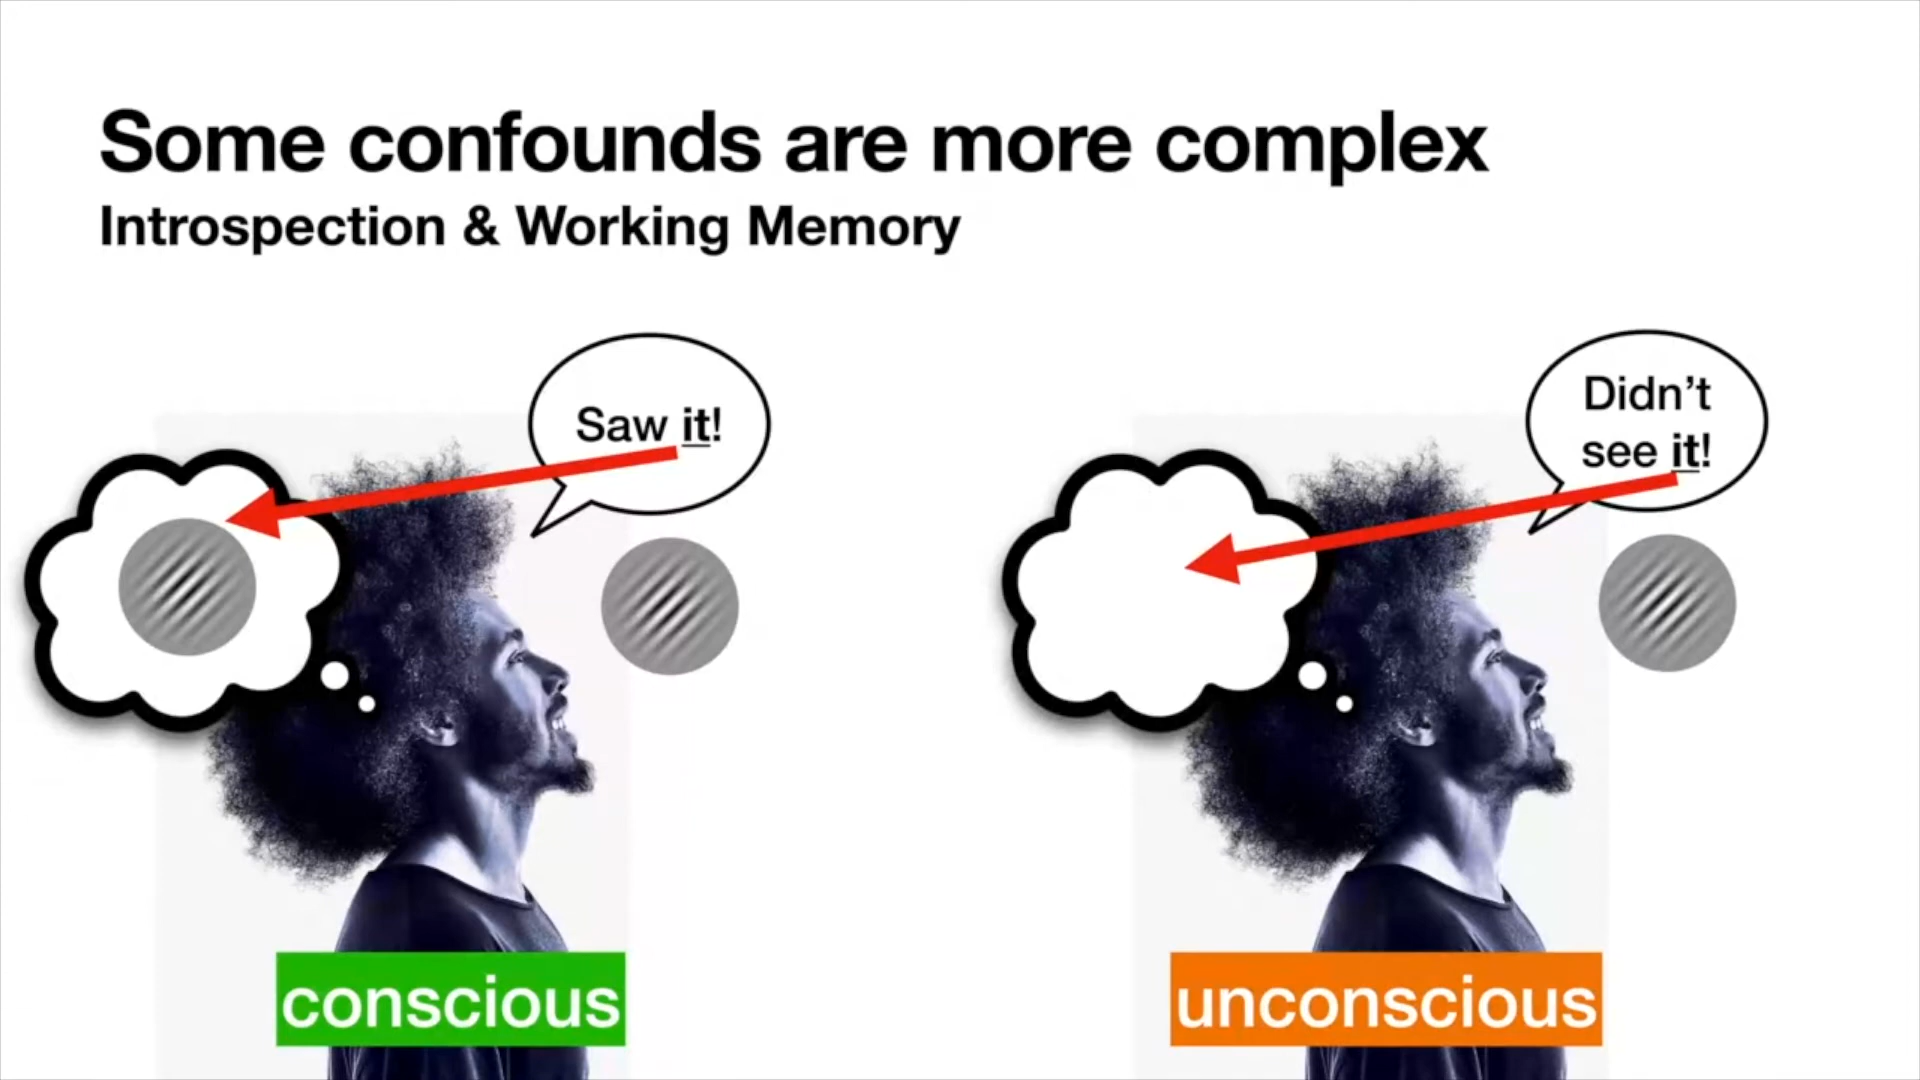 Some confounds are more complex
Introspection & Working Memory
Saw it!
Didn’t
see it!
conscious
unconscious